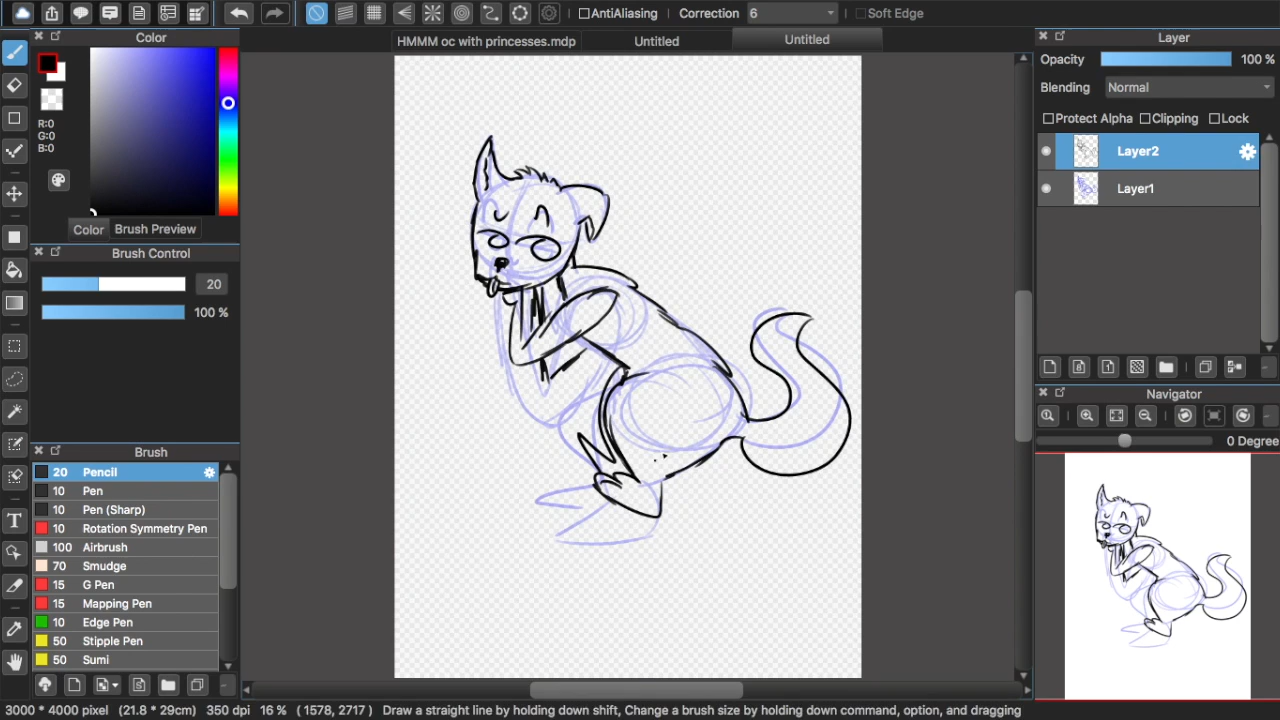 AntiAliasing Correction 6 Soft Edge
Color
HMMM oc with princesses.mdp
Untitled
Untitled
Layer
R:0
G:0
B:0
Color Brush Preview
Brush Control
20
100 %
Brush
20 Pencil
10 Pen
10 Pen (Sharp)
10 Rotation Symmetry Pen
100 Airbrush
70 Smudge
15 G Pen
15 Mapping Pen
10 Edge Pen
50 Stipple Pen
50 Sumi
Opacity 100 %
Blending Normal
Protect Alpha Clipping Lock
Layer2
Layer1
Navigator
0 Degree
3000 * 4000 pixel (21.8 * 29cm) 350 dpi 16 % ( 1578, 2717 ) Draw a straight line by holding down shift, Change a brush size by holding down command, option, and dragging